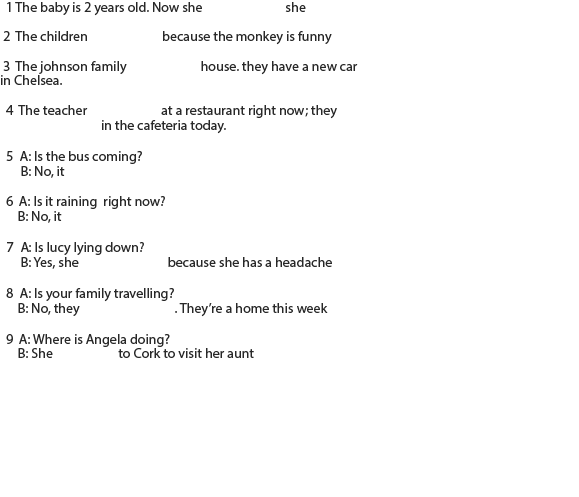 1 The baby is 2 years old. Now she she
2 The children because the monkey is funny
3 The johnson family house. they have a new car
in Chelsea.
4 The teacher at a restaurant right now; they
in the cafeteria today.
5 A: Is the bus coming?
B: No, it
6 A: Is it raining right now?
B: No, it
7 A: Is lucy lying down?
B: Yes, she because she has a headache
8 A: Is your family travelling?
B: No, they . They're a home this week
9 A: Where is Angela doing?
B: She to Cork to visit her aunt